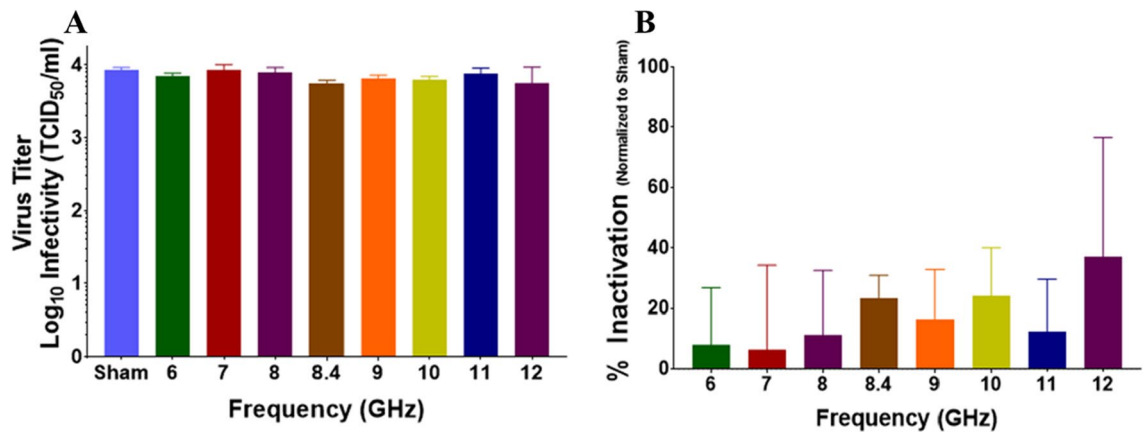 A
Virus Titer
Log10 Infectivity (TCID50/ml)
4
3
2
1
0
Sham 6 7 8 8.4 9 10 11 12
Frequency (GHz)
B
% Inactivation (Normalized to Sham)
100
80
60
40
20
0
6 7 8 8.4 9 10 11 12
Frequency (GHz)